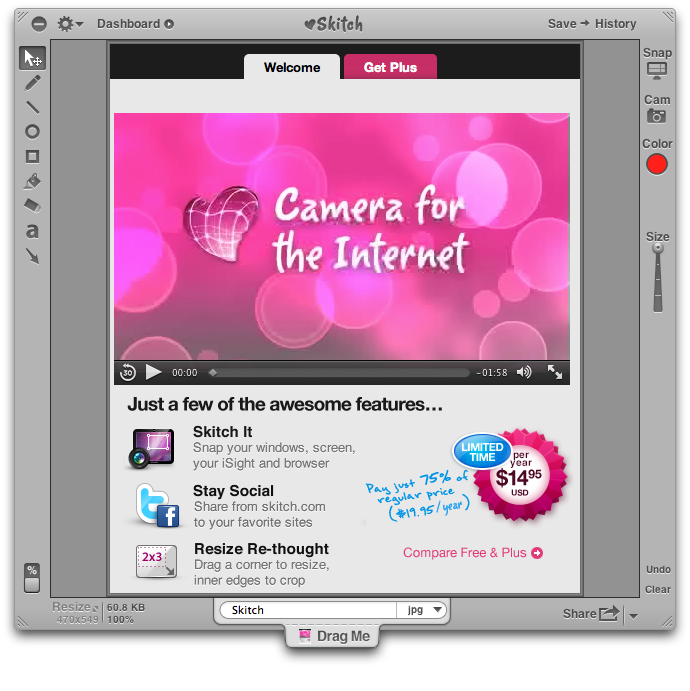 Dashboard
Skitch
Save → History
Welcome
Get Plus
Snap
Cam
Color
Size
a
Camera for
the Internet
30
00:00
-01:58
Just a few of the awesome features...
Skitch It
Snap your windows, screen,
your iSight and browser
Stay Social
Share from skitch.com
to your favorite sites
Resize Re-thought
Drag a corner to resize,
inner edges to crop
2x3
t
f
LIMITED
TIME
per
year
$14.95
USD
Pay just 75% of
regular price
($19.95/year)
Compare Free & Plus
%
Undo
Clear
Resize
470x549
60.8 KB
100%
Skitch
jpg
Share
Drag Me